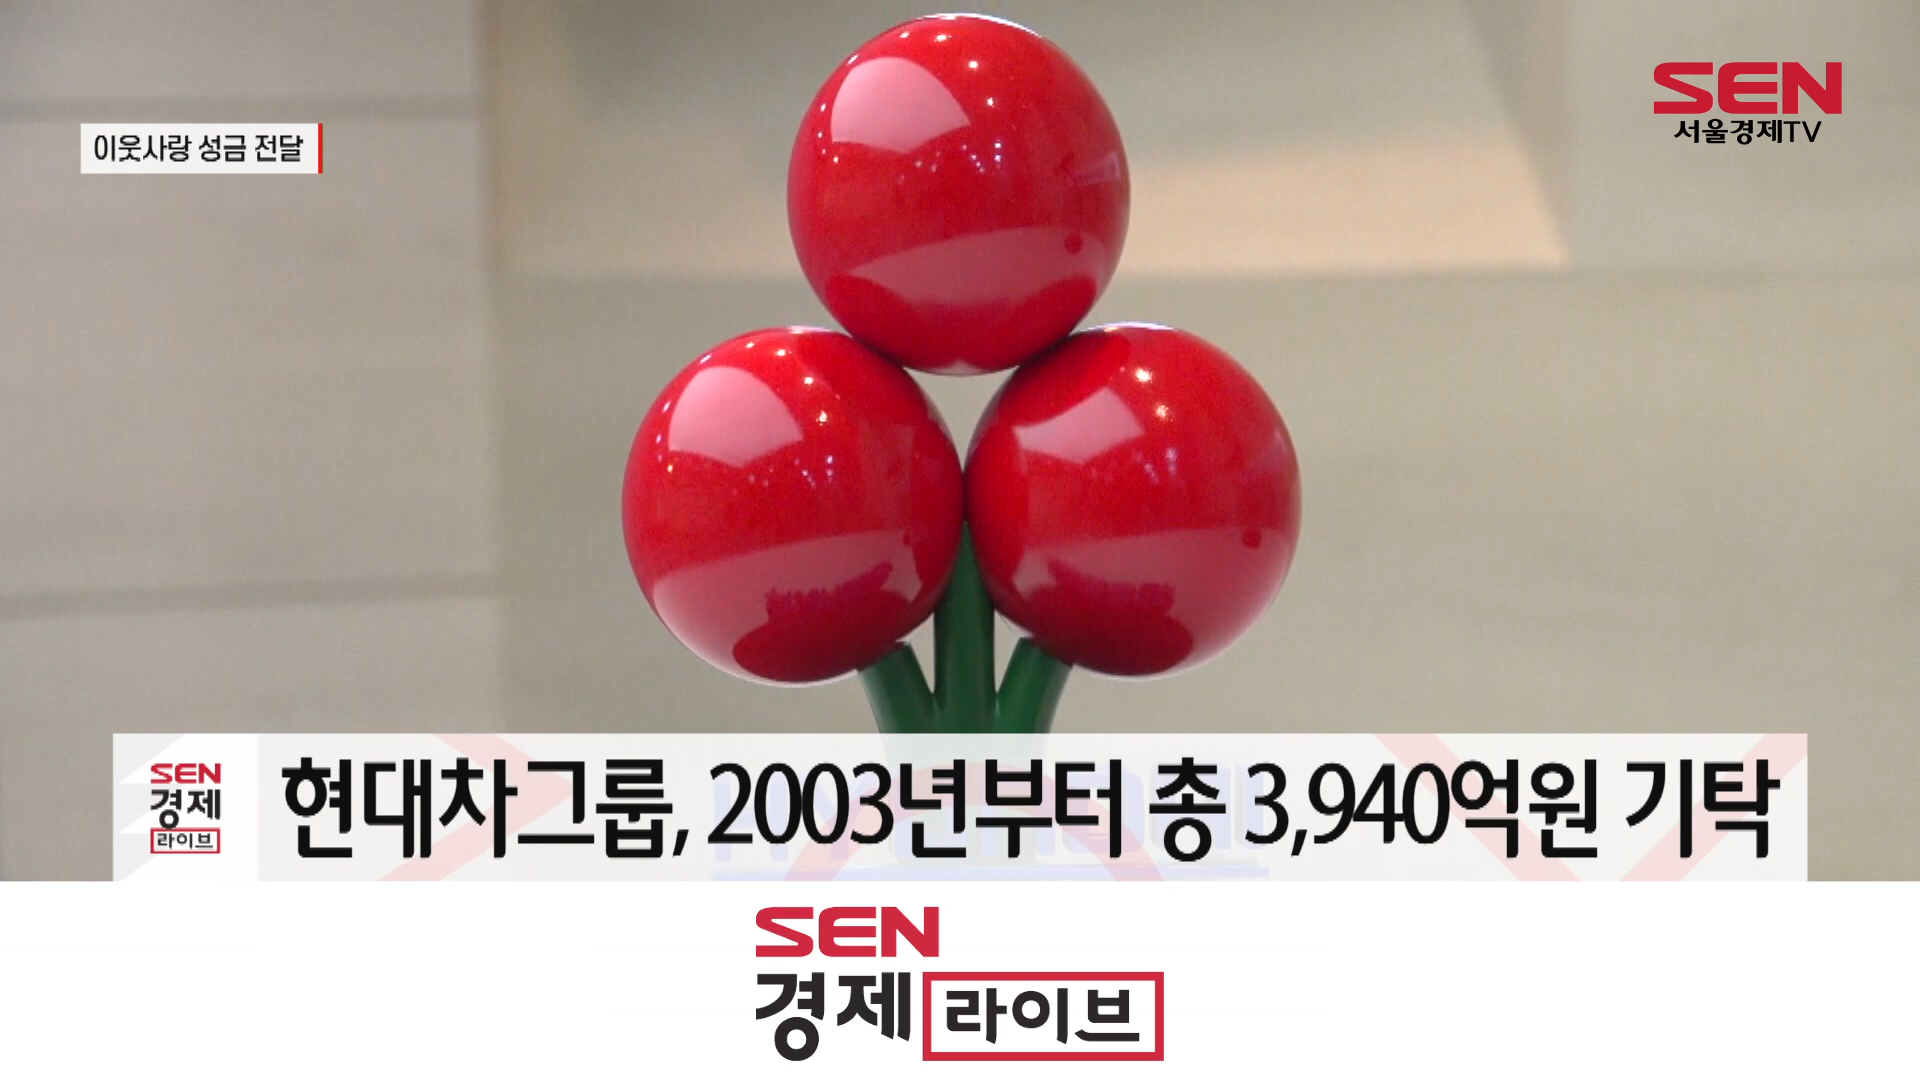 이웃사랑 성금 전달
SEN
서울경제TV
SEN
경제
라이브
현대차그룹, 2003년부터 총 3,940억원 기탁
SEN
경제 라이브